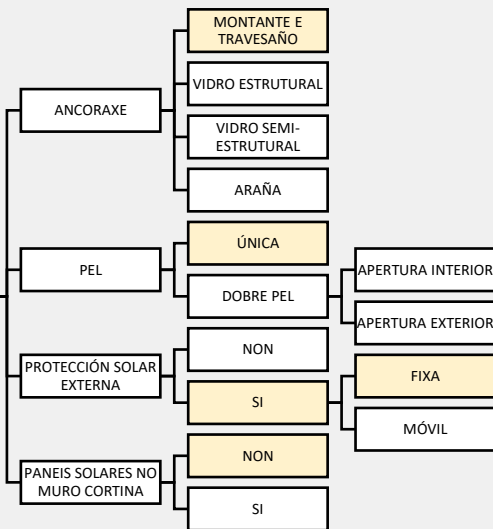 ANCORAXE
MONTANTE E
TRAVESAÑO
VIDRO ESTRUTURAL
VIDRO SEMI-
ESTRUTURAL
ARAÑA
PEL
ÚNICA
DOBRE PEL
APERTURA INTERIOR
APERTURA EXTERIOR
PROTECCIÓN SOLAR
EXTERNA
NON
SI
FIXA
MÓVIL
PANEIS SOLARES NO
MURO CORTINA
NON
SI